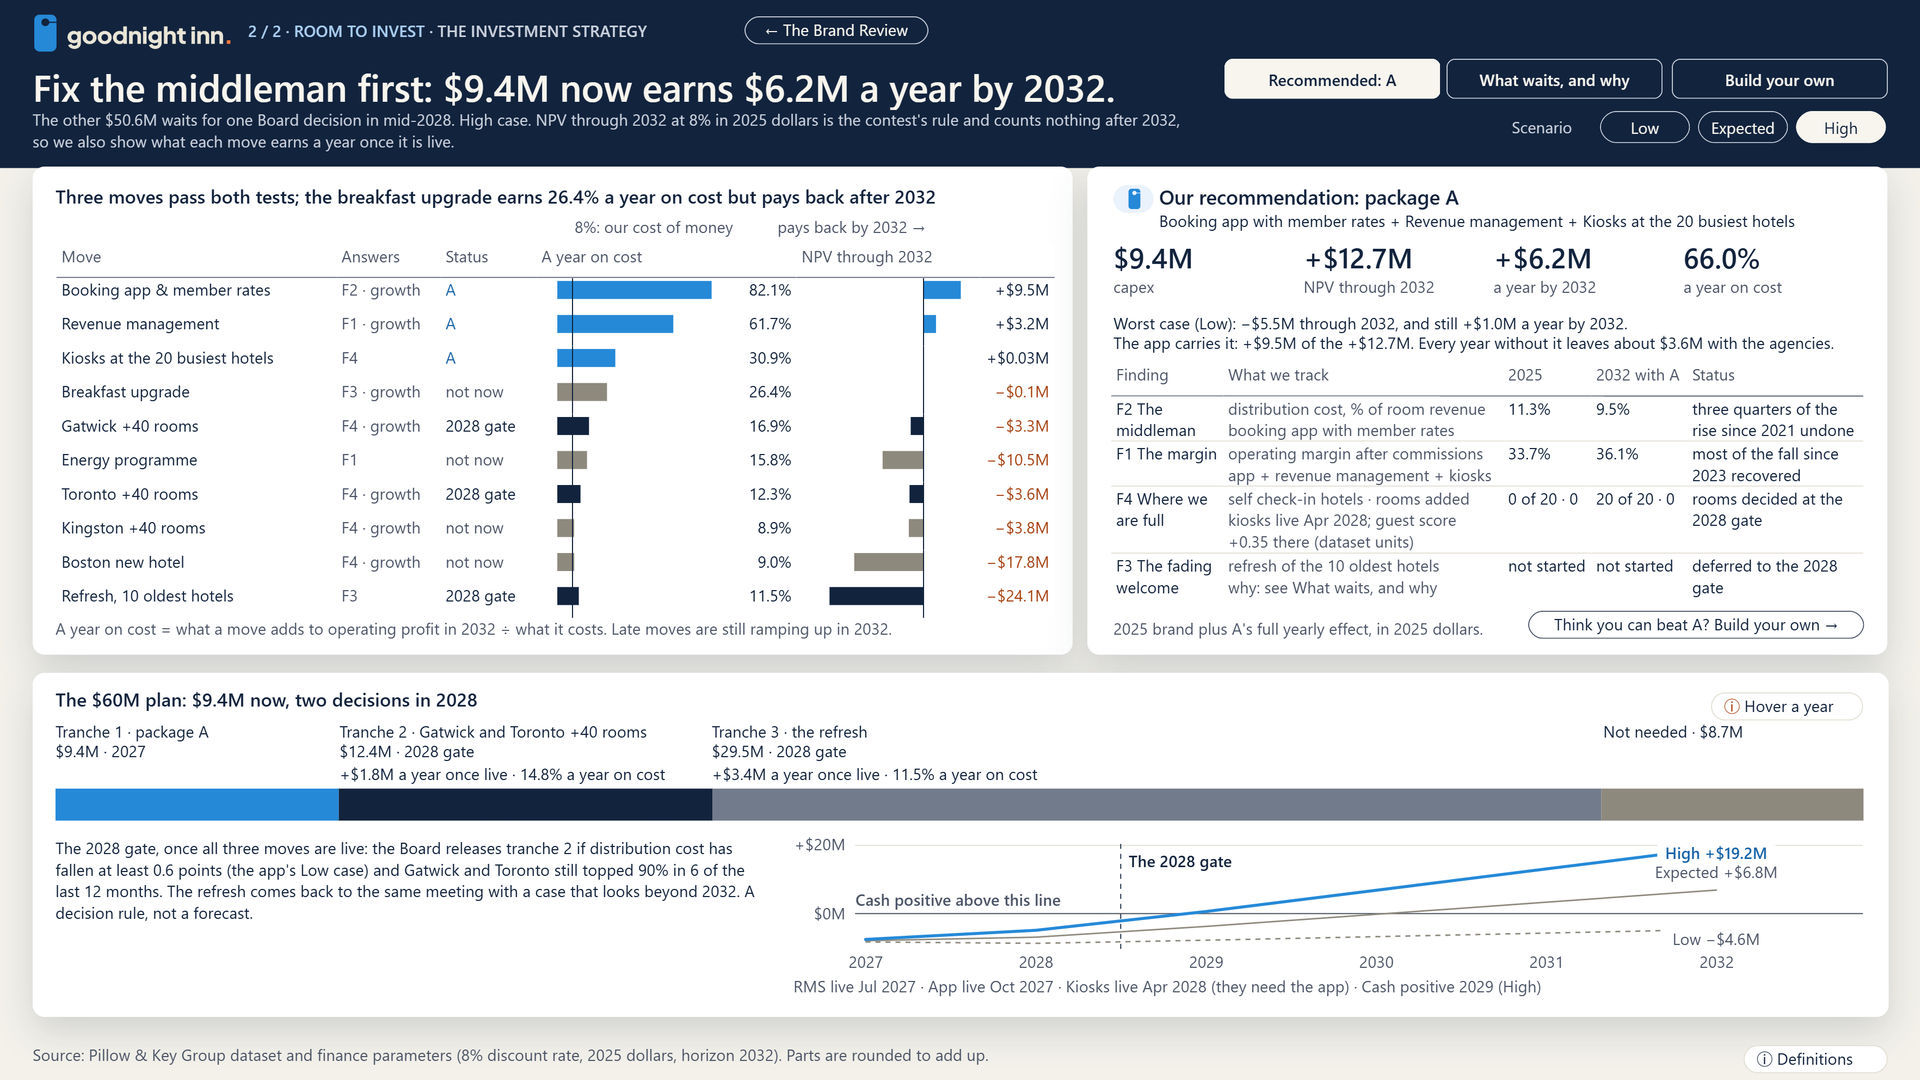 goodnight inn.
2 / 2 · ROOM TO INVEST · THE INVESTMENT STRATEGY
← The Brand Review
Fix the middleman first: $9.4M now earns $6.2M a year by 2032.
The other $50.6M waits for one Board decision in mid-2028. High case. NPV through 2032 at 8% in 2025 dollars is the contest's rule and counts nothing after 2032,
so we also show what each move earns a year once it is live.
Recommended: A
What waits, and why
Build your own
Scenario
Low
Expected
High
Three moves pass both tests; the breakfast upgrade earns 26.4% a year on cost but pays back after 2032
8%: our cost of money
pays back by 2032 →
Move Answers Status A year on cost NPV through 2032
Booking app & member rates F2 · growth A 82.1% +$9.5M
Revenue management F1 · growth A 61.7% +$3.2M
Kiosks at the 20 busiest hotels F4 A 30.9% +$0.03M
Breakfast upgrade F3 · growth not now 26.4% −$0.1M
Gatwick +40 rooms F4 · growth 2028 gate 16.9% −$3.3M
Energy programme F1 not now 15.8% −$10.5M
Toronto +40 rooms F4 · growth 2028 gate 12.3% −$3.6M
Kingston +40 rooms F4 · growth not now 8.9% −$3.8M
Boston new hotel F4 · growth not now 9.0% −$17.8M
Refresh, 10 oldest hotels F3 2028 gate 11.5% −$24.1M
A year on cost = what a move adds to operating profit in 2032 ÷ what it costs. Late moves are still ramping up in 2032.
Our recommendation: package A
Booking app with member rates + Revenue management + Kiosks at the 20 busiest hotels
$9.4M +$12.7M +$6.2M 66.0%
capex NPV through 2032 a year by 2032 a year on cost
Worst case (Low): −$5.5M through 2032, and still +$1.0M a year by 2032.
The app carries it: +$9.5M of the +$12.7M. Every year without it leaves about $3.6M with the agencies.
Finding What we track 2025 2032 with A Status
F2 The distribution cost, % of room revenue 11.3% 9.5% three quarters of the
middleman booking app with member rates rise since 2021 undone
F1 The margin operating margin after commissions 33.7% 36.1% most of the fall since
app + revenue management + kiosks 2023 recovered
F4 Where we self check-in hotels · rooms added 0 of 20 · 0 20 of 20 · 0 rooms decided at the
are full kiosks live Apr 2028; guest score 2028 gate
+0.35 there (dataset units)
F3 The fading refresh of the 10 oldest hotels not started not started deferred to the 2028
welcome why: see What waits, and why gate
2025 brand plus A's full yearly effect, in 2025 dollars.
Think you can beat A? Build your own →
The $60M plan: $9.4M now, two decisions in 2028
ⓘ Hover a year
Tranche 1 · package A Tranche 2 · Gatwick and Toronto +40 rooms Tranche 3 · the refresh Not needed · $8.7M
$9.4M · 2027 $12.4M · 2028 gate $29.5M · 2028 gate
+$1.8M a year once live · 14.8% a year on cost +$3.4M a year once live · 11.5% a year on cost
The 2028 gate, once all three moves are live: the Board releases tranche 2 if distribution cost has
fallen at least 0.6 points (the app's Low case) and Gatwick and Toronto still topped 90% in 6 of the
last 12 months. The refresh comes back to the same meeting with a case that looks beyond 2032. A
decision rule, not a forecast.
+$20M
The 2028 gate
High +$19.2M
Expected +$6.8M
Cash positive above this line
$0M
Low −$4.6M
2027 2028 2029 2030 2031 2032
RMS live Jul 2027 · App live Oct 2027 · Kiosks live Apr 2028 (they need the app) · Cash positive 2029 (High)
Source: Pillow & Key Group dataset and finance parameters (8% discount rate, 2025 dollars, horizon 2032). Parts are rounded to add up.
ⓘ Definitions